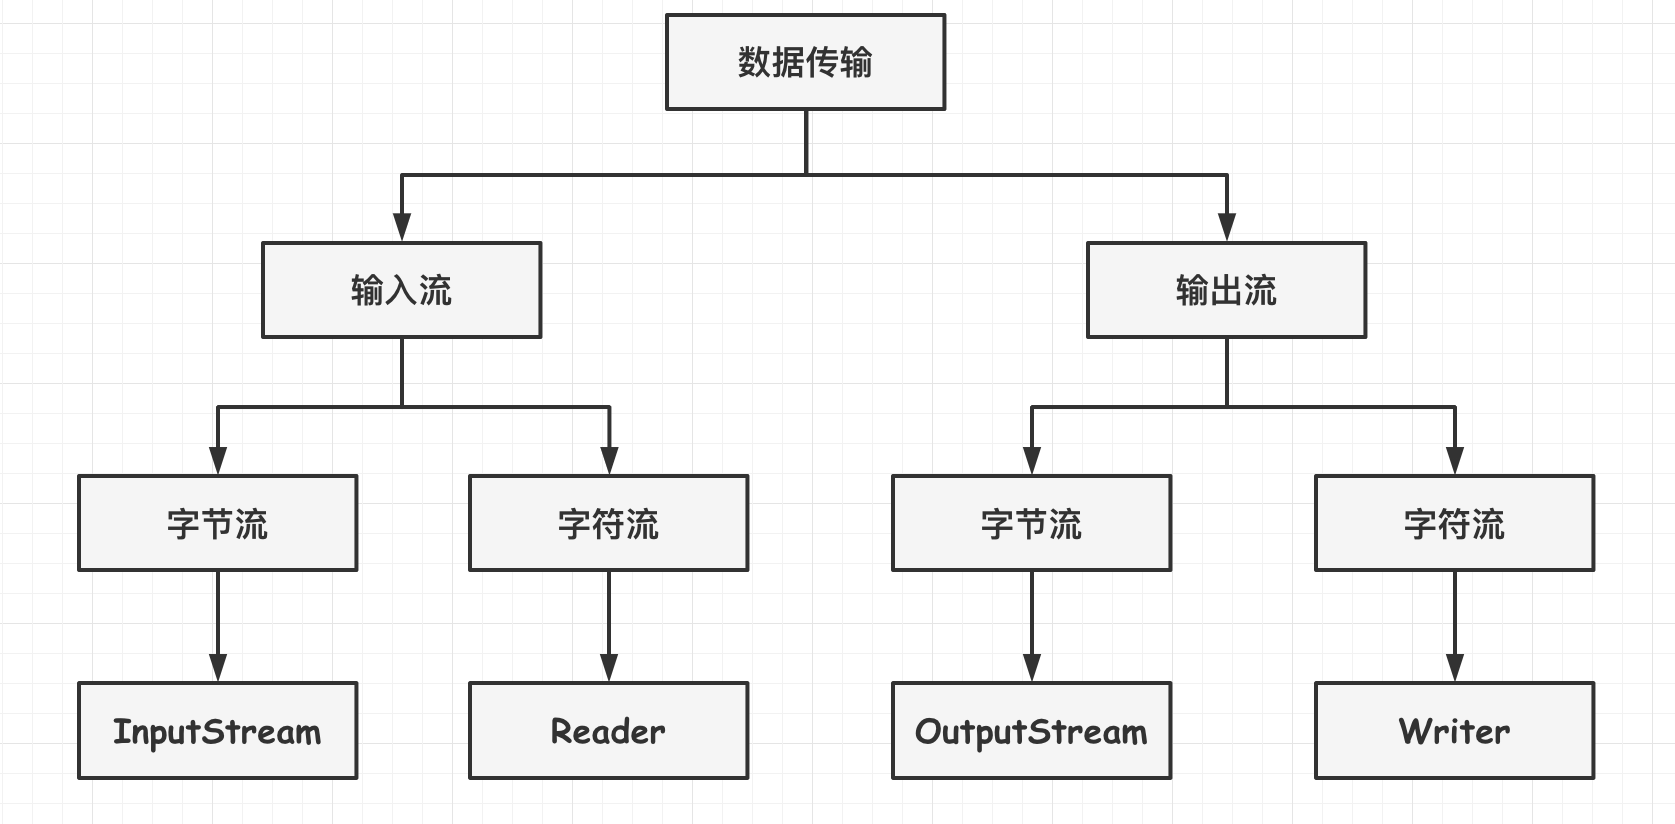 数据传输
输入流
输出流
字节流
字符流
字节流
字符流
InputStream
Reader
OutputStream
Writer